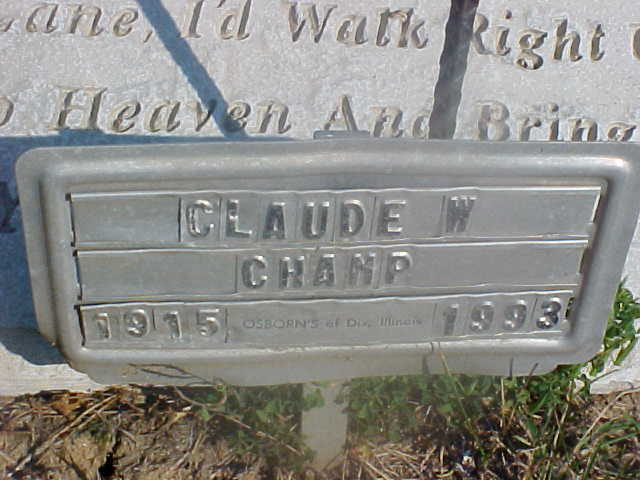 Lane, I'd Walk Right
Heaven And Bring
CLAUDE W
CHAMP
1915 OSBORN'S of Dix, Illinois 1993